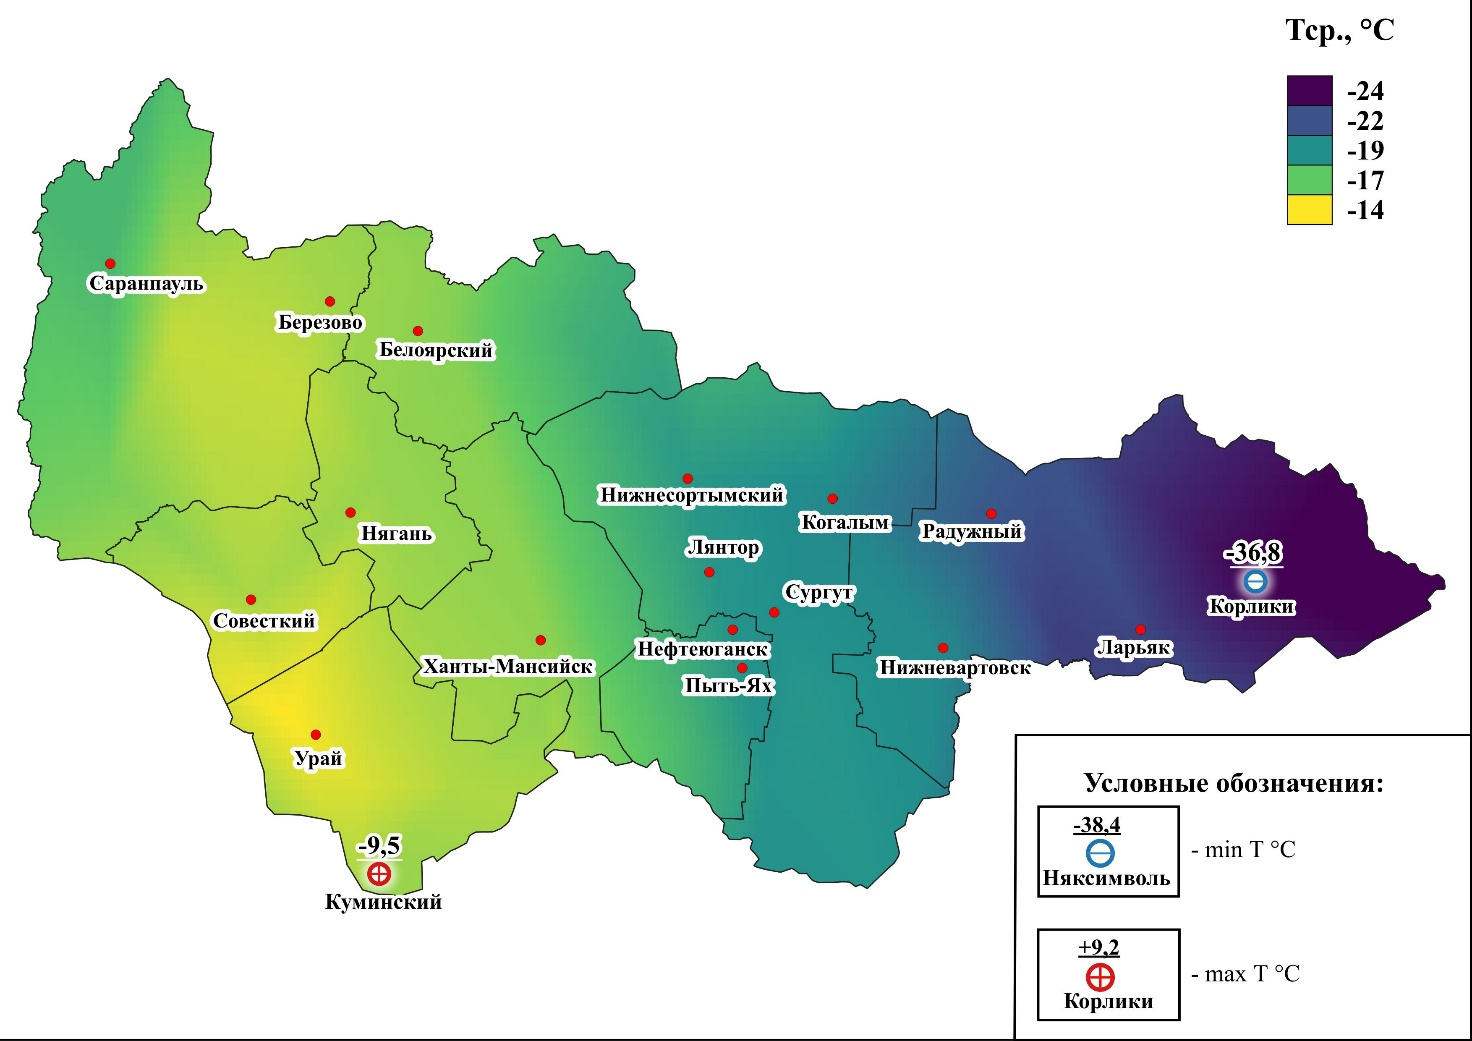 Тср., °С
-24
-22
-19
-17
-14
Саранпауль
Березово
Белоярский
Нижнесортымский
Когалым
Радужный
Нягань
Лянтор
-36,8
Корлики
Совесткий
Сургут
Ханты-Мансийск
Нефтеюганск
Пыть-Ях
Нижневартовск
Ларьяк
Урай
-9,5
Куминский
Условные обозначения:
-38,4
Няксимволь
- min T °C
+9,2
Корлики
- max T °C